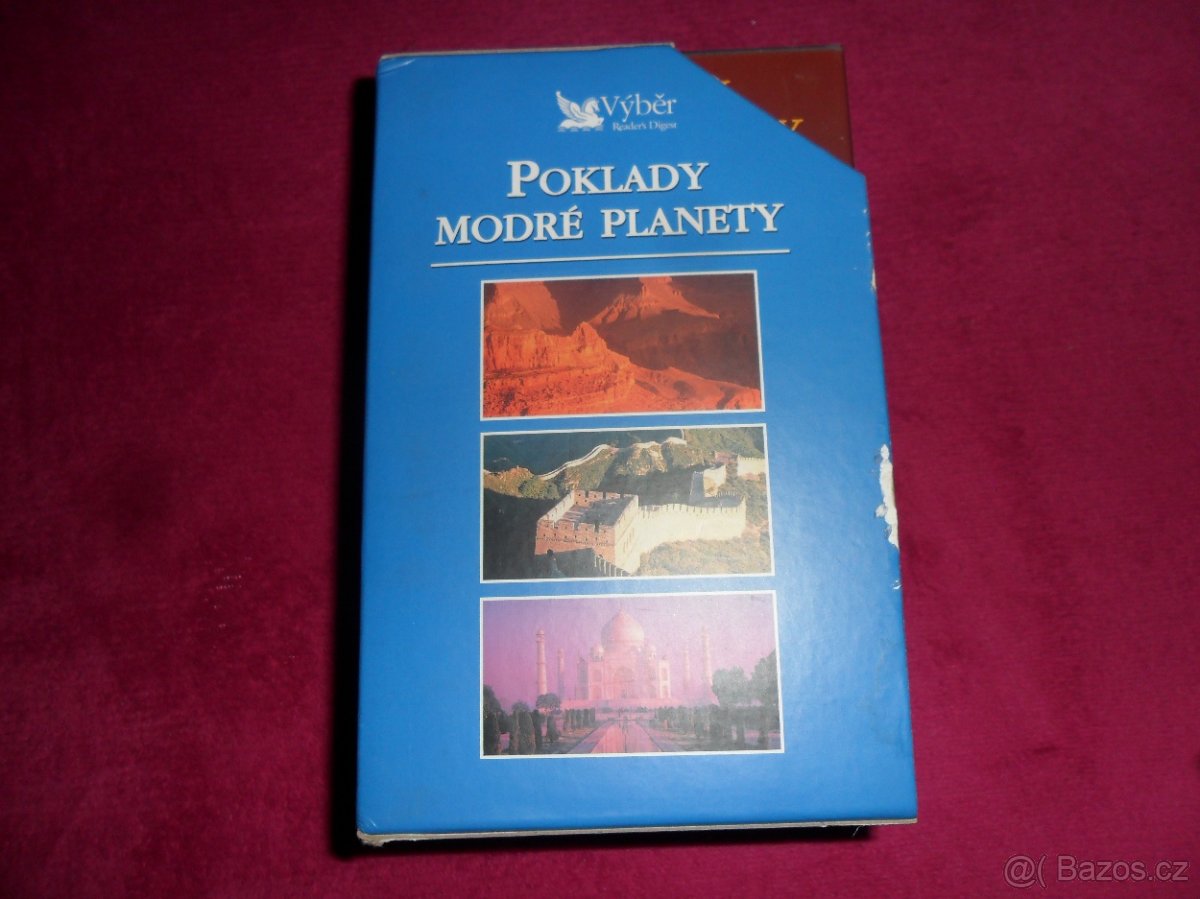 Výběr
Reader's Digest
POKLADY
MODRÉ PLANETY
Y
@( Bazos.cz